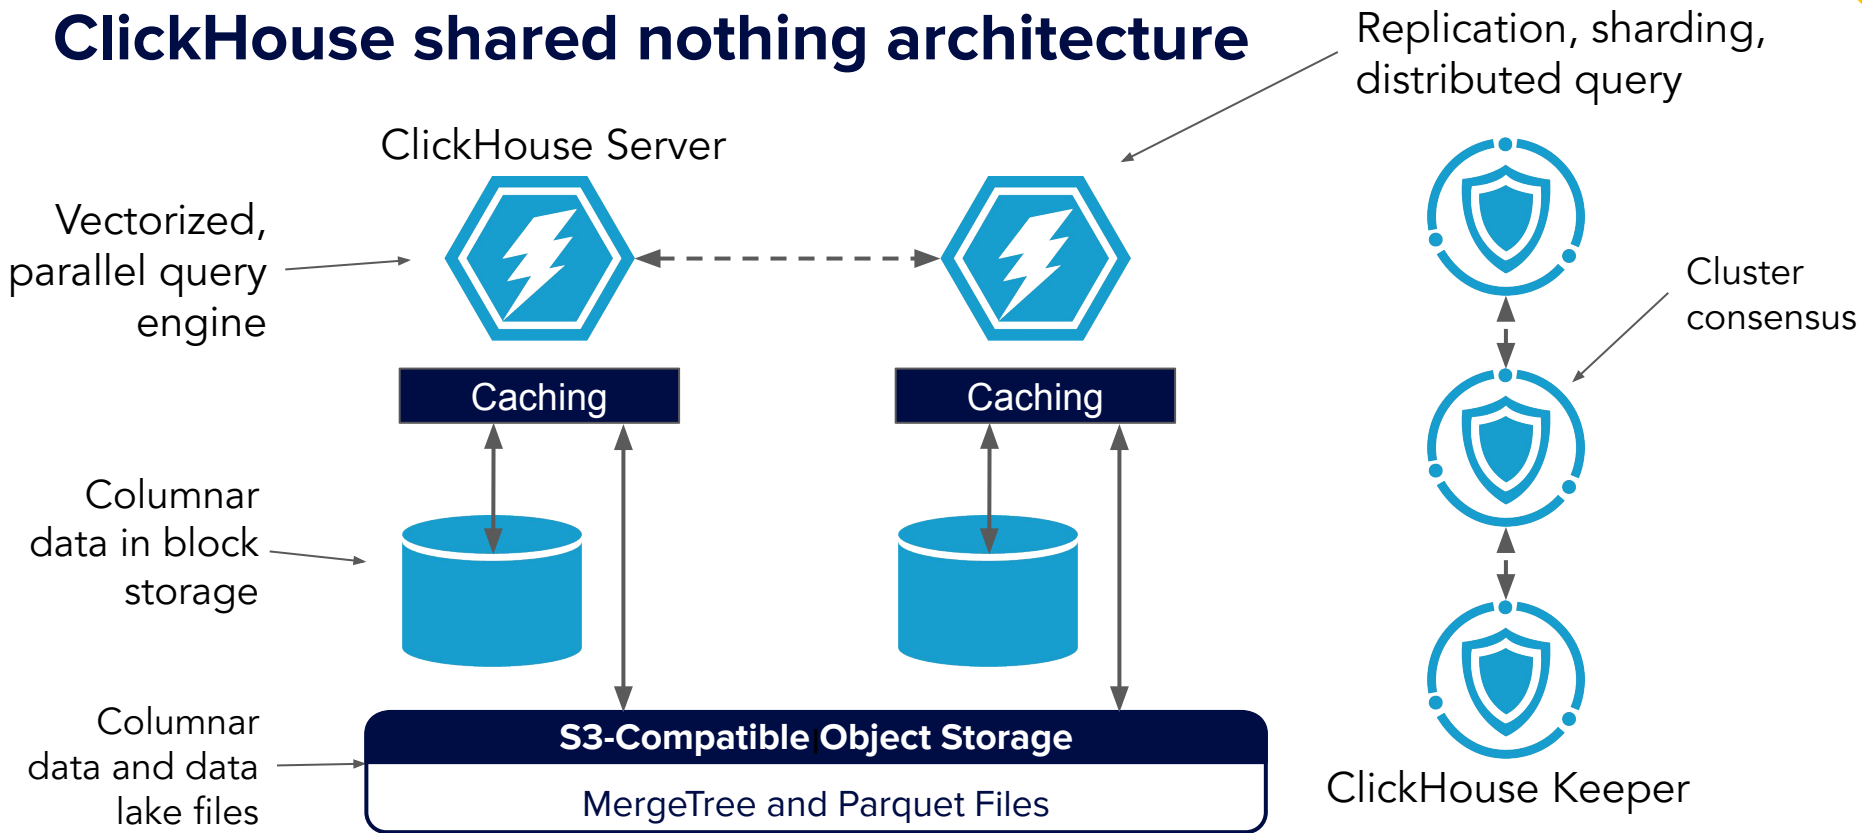 ClickHouse shared nothing architecture
Replication, sharding,
distributed query
ClickHouse Server
Vectorized,
parallel query
engine
Cluster
consensus
Caching
Caching
Columnar
data in block
storage
Columnar
data and data
lake files
S3-Compatible Object Storage
MergeTree and Parquet Files
ClickHouse Keeper